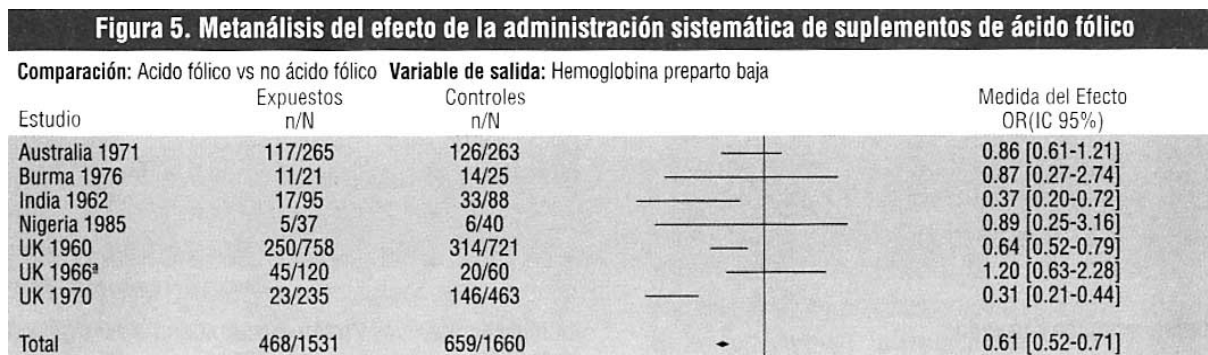 Figura 5. Metanálisis del efecto de la administración sistemática de suplementos de ácido fólico
Comparación: Acido fólico vs no ácido fólico Variable de salida: Hemoglobina preparto baja
Estudio Expuestos n/N Controles n/N Medida del Efecto OR(IC 95%)
Australia 1971 117/265 126/263 0.86 [0.61-1.21]
Burma 1976 11/21 14/25 0.87 [0.27-2.74]
India 1962 17/95 33/88 0.37 [0.20-0.72]
Nigeria 1985 5/37 6/40 0.89 [0.25-3.16]
UK 1960 250/758 314/721 0.64 [0.52-0.79]
UK 1966ª 45/120 20/60 1.20 [0.63-2.28]
UK 1970 23/235 146/463 0.31 [0.21-0.44]
Total 468/1531 659/1660 0.61 [0.52-0.71]